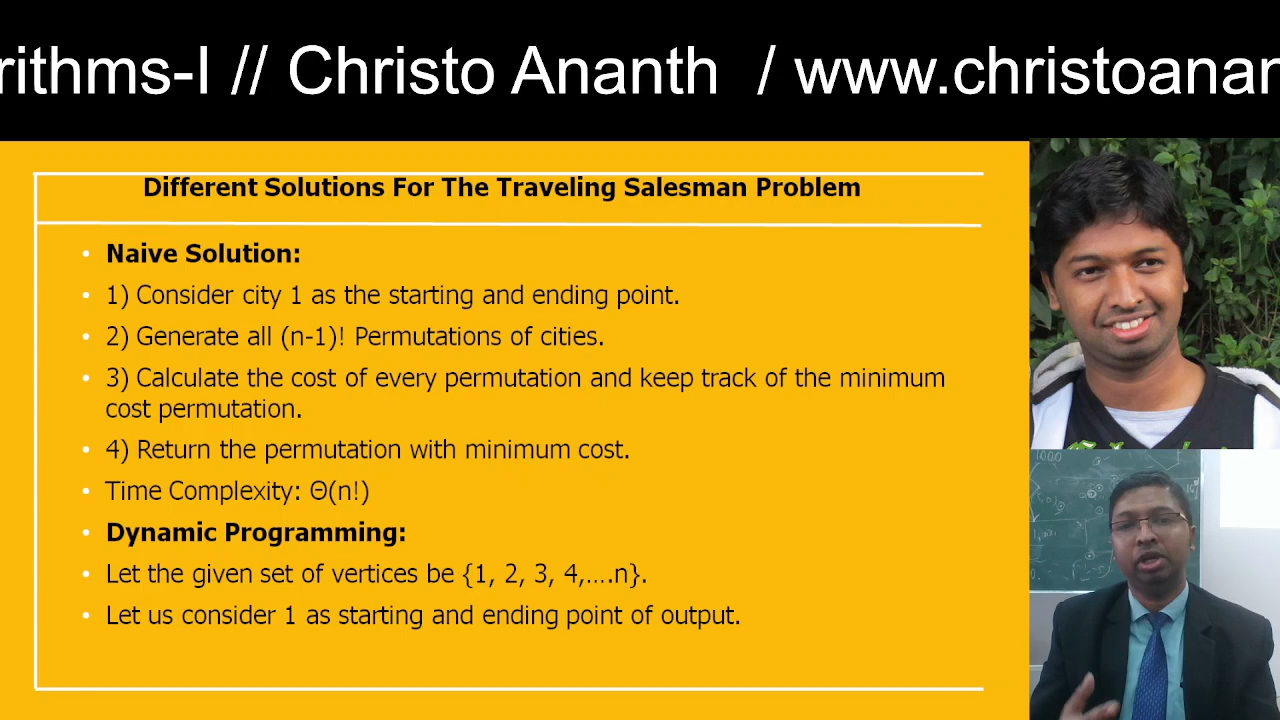 rithms-I // Christo Ananth / www.christoanan
Different Solutions For The Traveling Salesman Problem
• Naive Solution:
• 1) Consider city 1 as the starting and ending point.
• 2) Generate all (n-1)! Permutations of cities.
• 3) Calculate the cost of every permutation and keep track of the minimum
cost permutation.
• 4) Return the permutation with minimum cost.
• Time Complexity: Θ(n!)
• Dynamic Programming:
• Let the given set of vertices be {1, 2, 3, 4,….n}.
• Let us consider 1 as starting and ending point of output.
1000